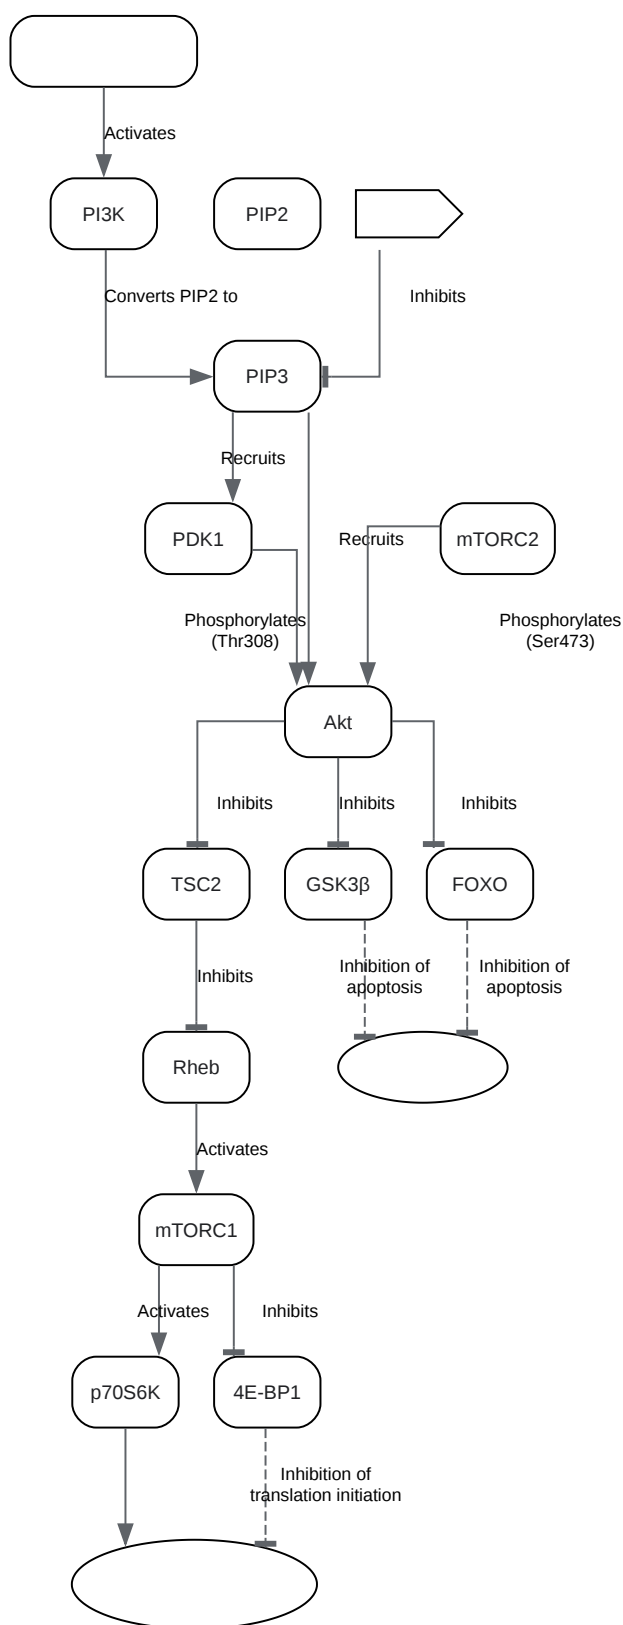 Activates
PI3K
PIP2
Converts PIP2 to
Inhibits
PIP3
Recruits
PDK1
Recruits
mTORC2
Phosphorylates
(Thr308)
Phosphorylates
(Ser473)
Akt
Inhibits
Inhibits
Inhibits
TSC2
GSK3β
FOXO
Inhibits
Inhibition of
apoptosis
Inhibition of
apoptosis
Rheb
Activates
mTORC1
Activates
Inhibits
p70S6K
4E-BP1
Inhibition of
translation initiation